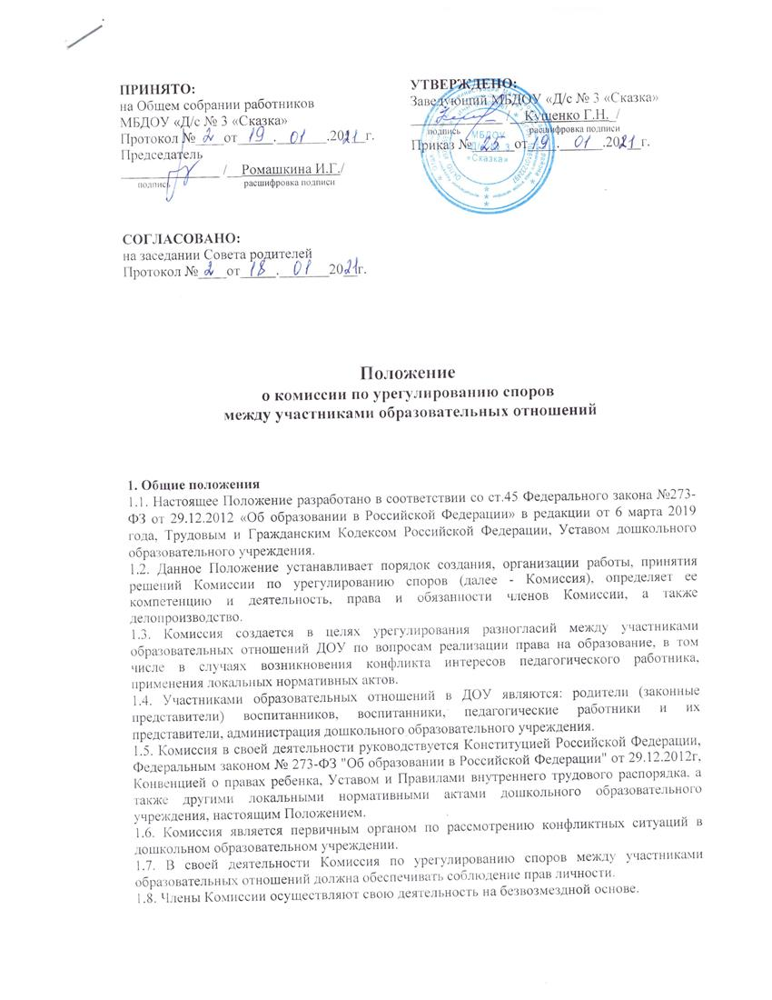 ПРИНЯТО:
на Общем собрании работников
МБДОУ «Д/с № 3 «Сказка»
Протокол № 2 от 19 . 01 .2021г.
Председатель
/ Ромашкина И.Г./
подпись расшифровка подписи
УТВЕРЖДЕНО:
Заведующий МБДОУ «Д/с № 3 «Сказка»
/ Кущенко Г.Н. /
подпись расшифровка подписи
Приказ № 25 от 19 . 01 .2021г.
МБДОУ
Д/с № 3
«Сказка»
СОГЛАСОВАНО:
на заседании Совета родителей
Протокол № 2 от 18 . 01 2021г.
Положение
о комиссии по урегулированию споров
между участниками образовательных отношений
1. Общие положения
1.1. Настоящее Положение разработано в соответствии со ст.45 Федерального закона №273-
ФЗ от 29.12.2012 «Об образовании в Российской Федерации» в редакции от 6 марта 2019
года, Трудовым и Гражданским Кодексом Российской Федерации, Уставом дошкольного
образовательного учреждения.
1.2. Данное Положение устанавливает порядок создания, организации работы, принятия
решений Комиссии по урегулированию споров (далее - Комиссия), определяет ее
компетенцию и деятельность, права и обязанности членов Комиссии, а также
делопроизводство.
1.3. Комиссия создается в целях урегулирования разногласий между участниками
образовательных отношений ДОУ по вопросам реализации права на образование, в том
числе в случаях возникновения конфликта интересов педагогического работника,
применения локальных нормативных актов.
1.4. Участниками образовательных отношений в ДОУ являются: родители (законные
представители) воспитанников, воспитанники, педагогические работники и их
представители, администрация дошкольного образовательного учреждения.
1.5. Комиссия в своей деятельности руководствуется Конституцией Российской Федерации,
Федеральным законом № 273-ФЗ "Об образовании в Российской Федерации" от 29.12.2012г,
Конвенцией о правах ребенка, Уставом и Правилами внутреннего трудового распорядка, а
также другими локальными нормативными актами дошкольного образовательного
учреждения, настоящим Положением.
1.6. Комиссия является первичным органом по рассмотрению конфликтных ситуаций в
дошкольном образовательном учреждении.
1.7. В своей деятельности Комиссия по урегулированию споров между участниками
образовательных отношений должна обеспечивать соблюдение прав личности.
1.8. Члены Комиссии осуществляют свою деятельность на безвозмездной основе.